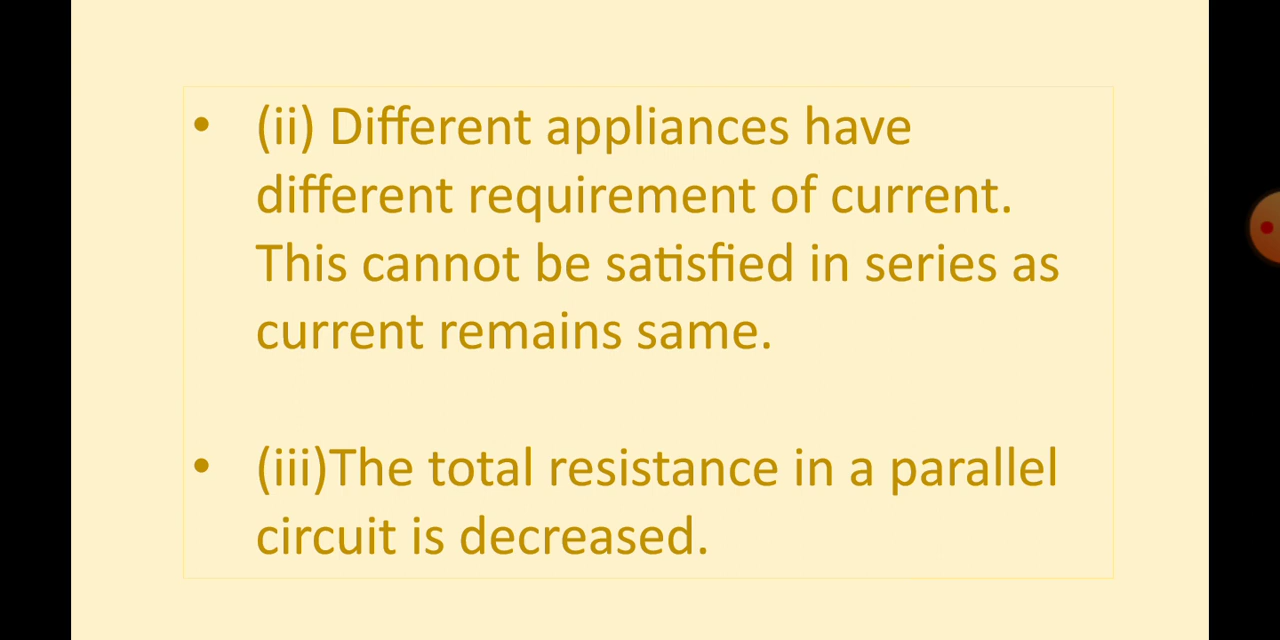 • (ii) Different appliances have
different requirement of current.
This cannot be satisfied in series as
current remains same.
• (iii)The total resistance in a parallel
circuit is decreased.